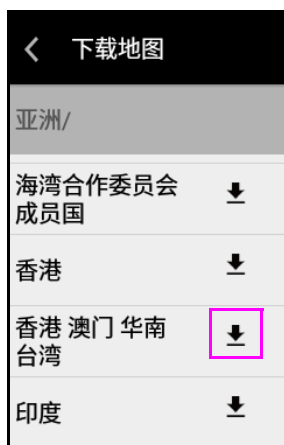 下载地图
亚洲/
海湾合作委员会
成员国
香港
香港 澳门 华南
台湾
印度